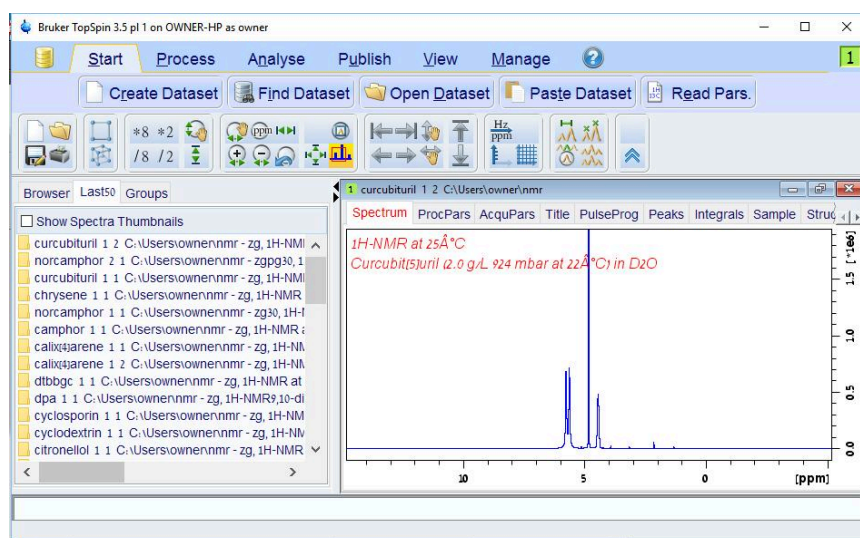 Bruker TopSpin 3.5 pl 1 on OWNER-HP as owner
Start Process Analyse Publish View Manage ? 1
Create Dataset Find Dataset Open Dataset Paste Dataset Read Pars.
*8 *2 ppm Hz ppm
/8 /2
Browser Last50 Groups
Show Spectra Thumbnails
curcubituril 1 2 C:\Users\owner\nmr - zg, 1H-NMI
norcamphor 2 1 C:\Users\owner\nmr - zgpg30, 1
curcubituril 1 1 C:\Users\owner\nmr - zg, 1H-NMI
chrysene 1 1 C:\Users\owner\nmr - zg, 1H-NMR
norcamphor 1 1 C:\Users\owner\nmr - zg30, 1H-I
camphor 1 1 C:\Users\owner\nmr - zg, 1H-NMR
calix(4)arene 1 1 C:\Users\owner\nmr - zg, 1H-NM
calix(4)arene 1 2 C:\Users\owner\nmr - zg, 1H-NM
dtbbgc 1 1 C:\Users\owner\nmr - zg, 1H-NMR at
dpa 1 1 C:\Users\owner\nmr - zg, 1H-NMR9,10-di
cyclosporin 1 1 C:\Users\owner\nmr - zg, 1H-NM
cyclodextrin 1 1 C:\Users\owner\nmr - zg, 1H-NM
citronellol 1 1 C:\Users\owner\nmr - zg, 1H-NMR
1 curcubituril 1 2 C:\Users\owner\nmr
Spectrum ProcPars AcquPars Title PulseProg Peaks Integrals Sample Struc
1H-NMR at 25Â°C
Curcubit[5]uril (2.0 g/L 924 mbar at 22Â°C) in D2O
[*1e6]
1.5
1.0
0.5
0.0
10 5 0 [ppm]